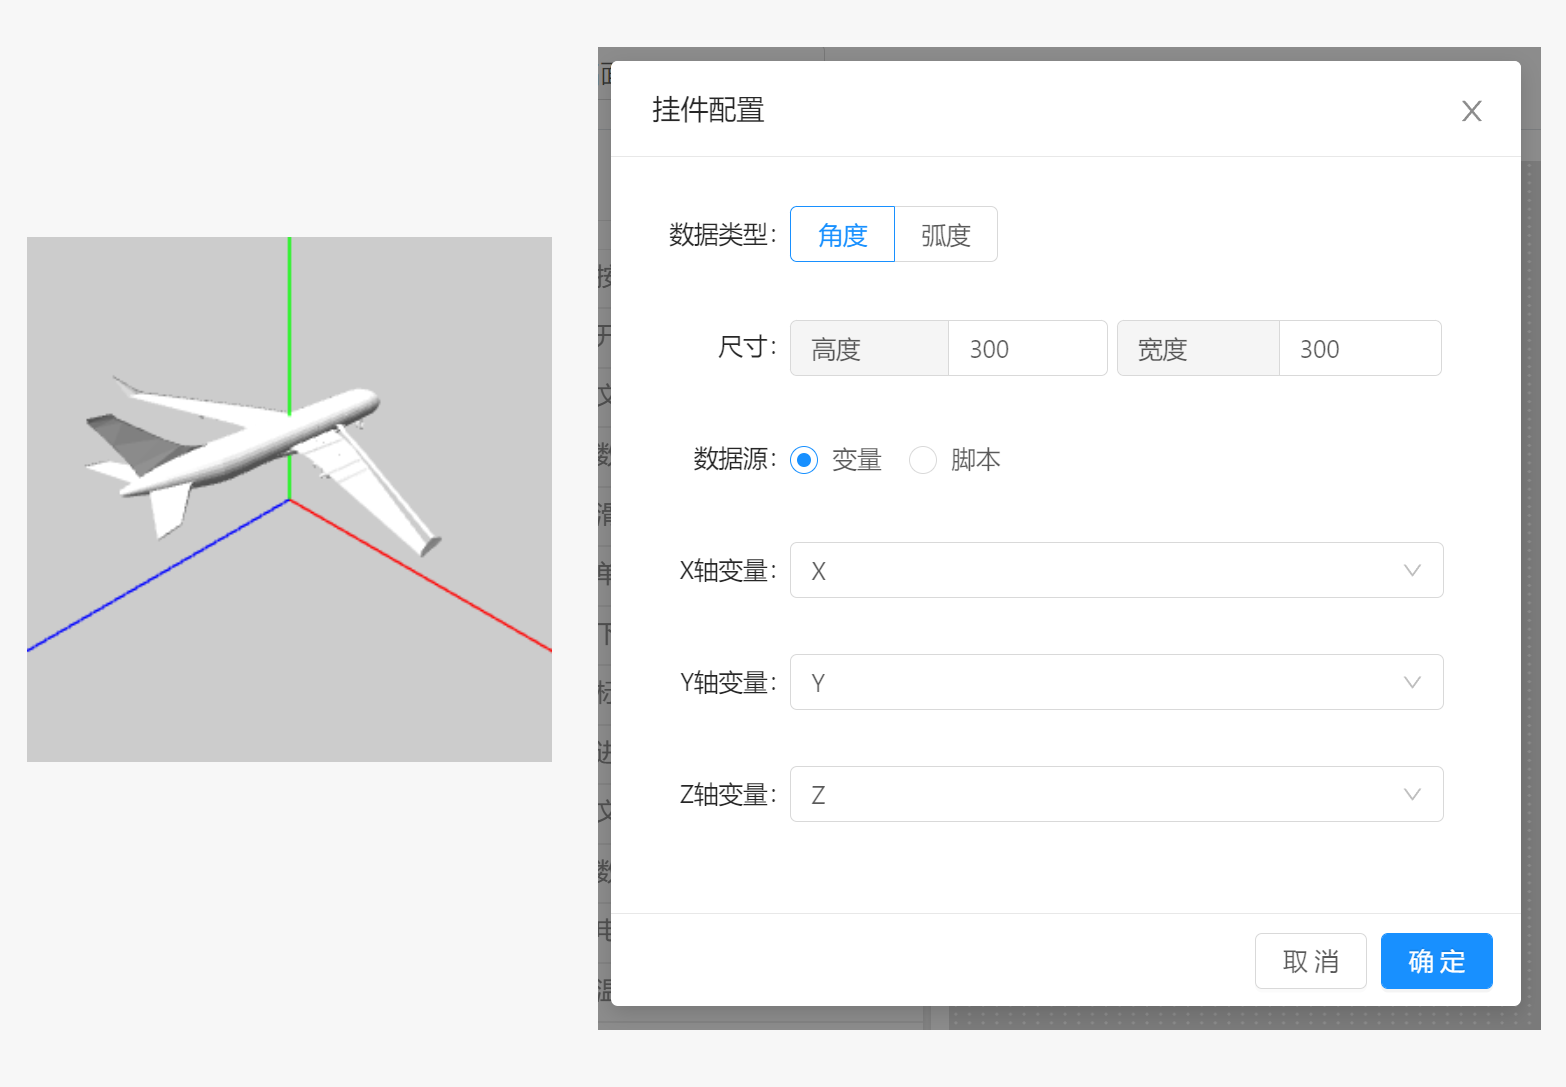 挂件配置
数据类型: 角度 弧度
尺寸: 高度 300 宽度 300
数据源: 变量 脚本
X轴变量: X
Y轴变量: Y
Z轴变量: Z
取 消 确 定